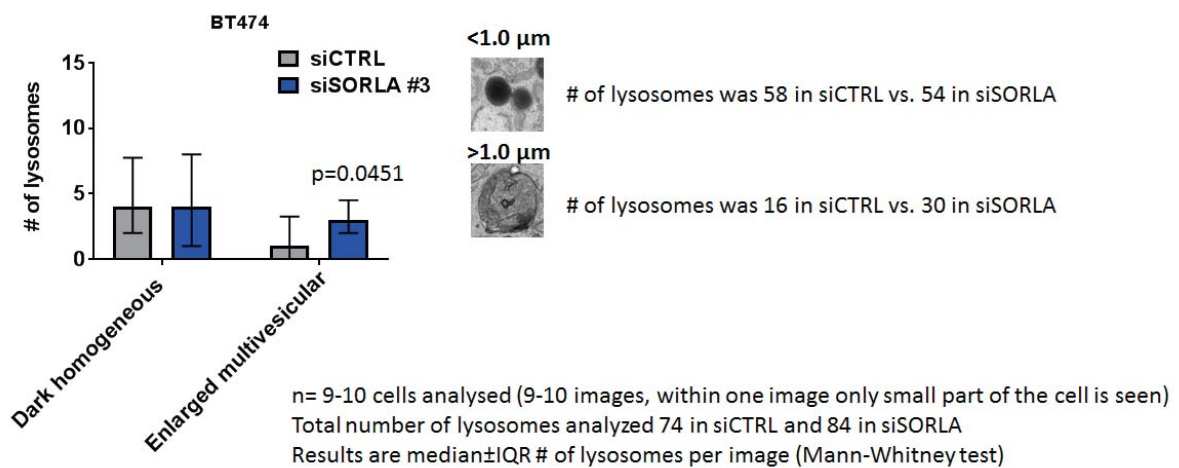 BT474
siCTRL
siSORLA #3
15
10
5
0
# of lysosomes
p=0.0451
Dark homogeneous
Enlarged multivesicular
<1.0 µm
# of lysosomes was 58 in siCTRL vs. 54 in siSORLA
>1.0 µm
# of lysosomes was 16 in siCTRL vs. 30 in siSORLA
n= 9-10 cells analysed (9-10 images, within one image only small part of the cell is seen)
Total number of lysosomes analyzed 74 in siCTRL and 84 in siSORLA
Results are median±IQR # of lysosomes per image (Mann-Whitney test)